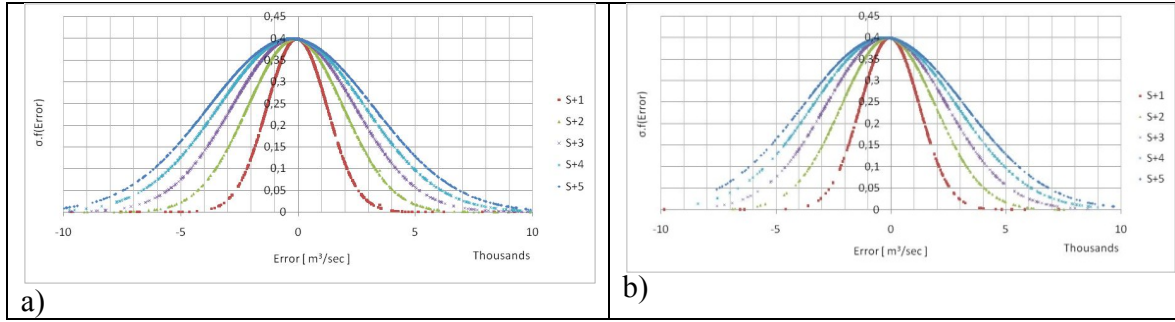 0,45
0,4
0,35
0,3
0,25
0,2
0,15
0,1
0,05
0
σ.f(Error)
-10 -5 0 5 10
Error [ m³/sec ] Thousands
S+1
S+2
S+3
S+4
S+5
a)
0,45
0,4
0,35
0,3
0,25
0,2
0,15
0,1
0,05
0
σ.f(Error)
-10 -5 0 5 10
Error [ m³/sec ] Thousands
S+1
S+2
S+3
S+4
S+5
b)